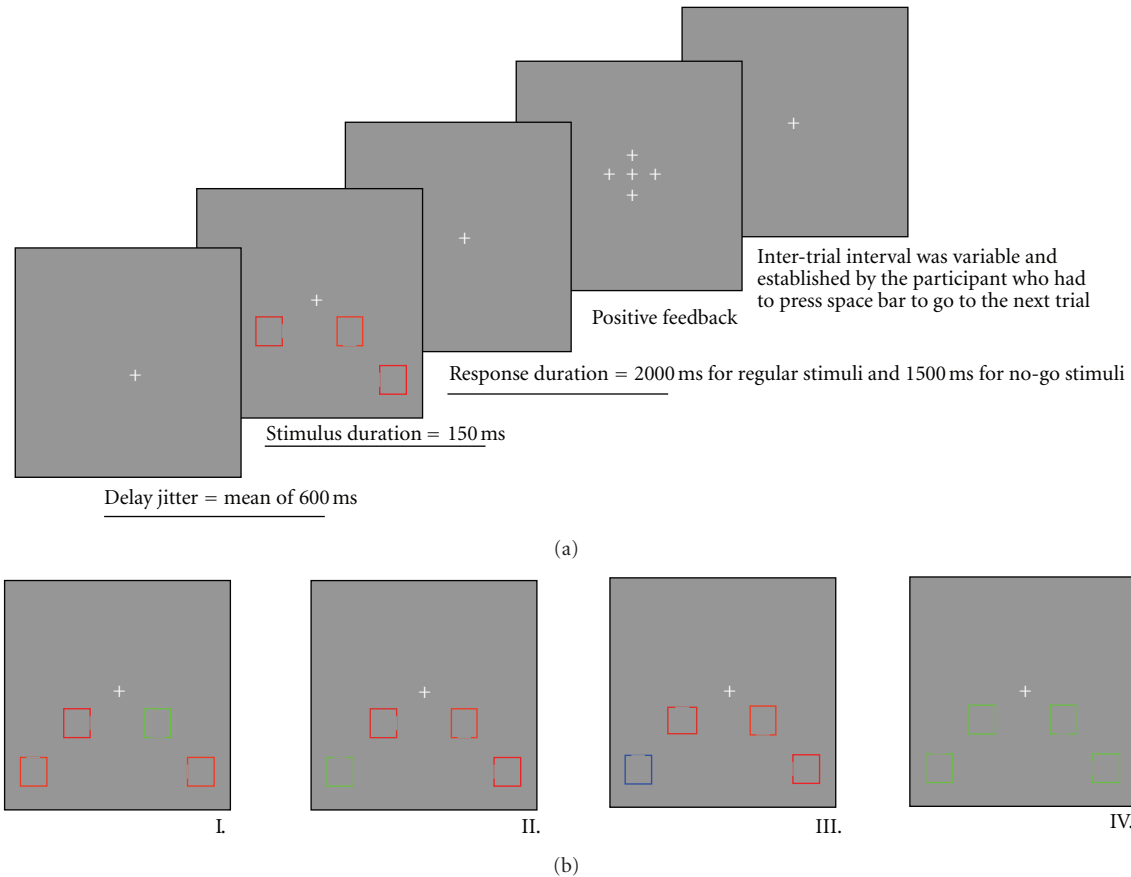 Inter-trial interval was variable and
established by the participant who had
to press space bar to go to the next trial
Positive feedback
Response duration = 2000 ms for regular stimuli and 1500 ms for no-go stimuli
Stimulus duration = 150 ms
Delay jitter = mean of 600 ms
(a)
I.
II.
III.
IV.
(b)